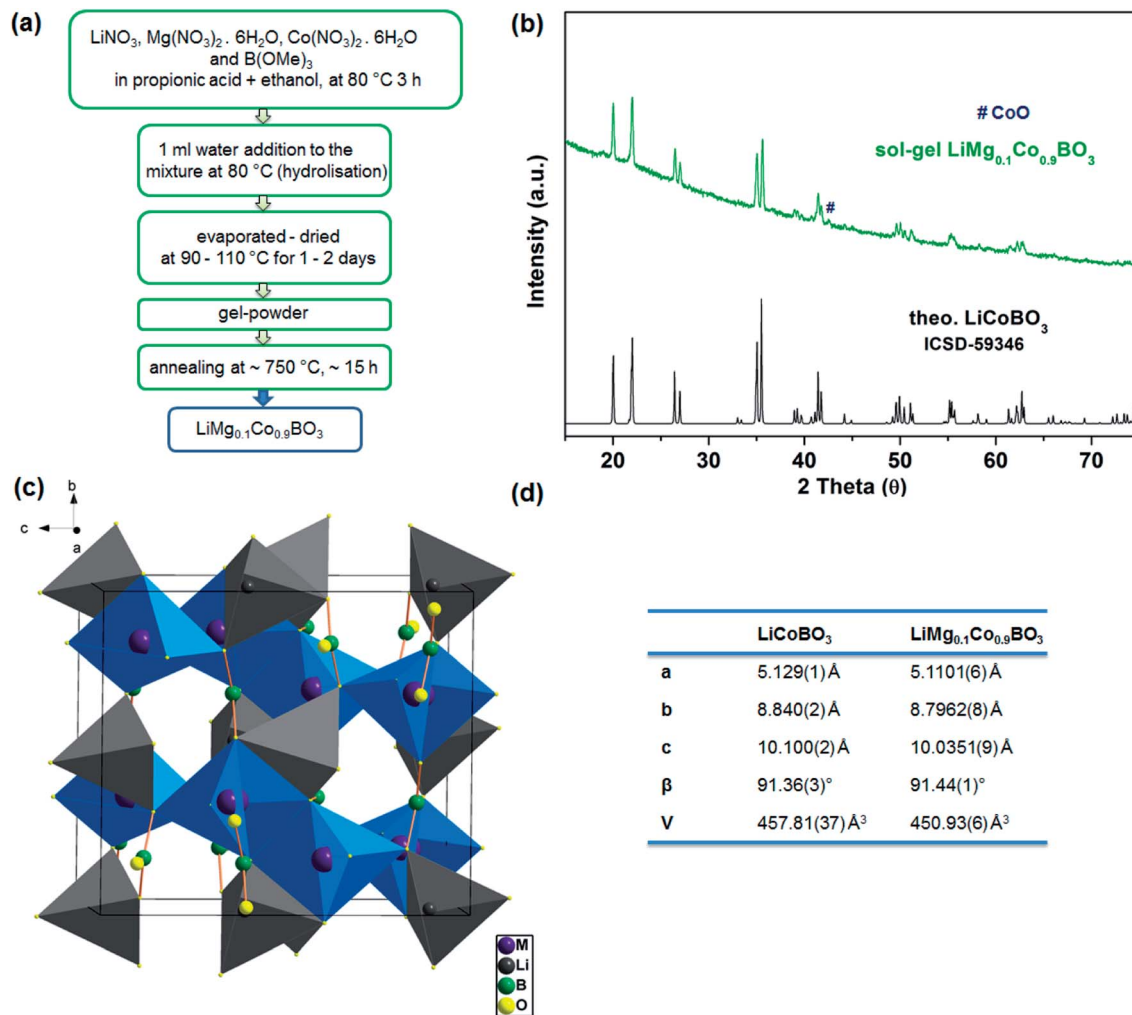 (a)
LiNO₃, Mg(NO₃)₂ . 6H₂O, Co(NO₃)₂ . 6H₂O
and B(OMe)₃
in propionic acid + ethanol, at 80 °C 3 h
1 ml water addition to the
mixture at 80 °C (hydrolisation)
evaporated - dried
at 90 - 110 °C for 1 - 2 days
gel-powder
annealing at ~ 750 °C, ~ 15 h
LiMg₀.₁Co₀.₉BO₃
(b)
Intensity (a.u.)
# CoO
sol-gel LiMg₀.₁Co₀.₉BO₃
#
theo. LiCoBO₃
ICSD-59346
20 30 40 50 60 70
2 Theta (θ)
(c)
b
c
a
M
Li
B
O
(d)
LiCoBO₃ LiMg₀.₁Co₀.₉BO₃
a 5.129(1) Å 5.1101(6) Å
b 8.840(2) Å 8.7962(8) Å
c 10.100(2) Å 10.0351(9) Å
β 91.36(3)° 91.44(1)°
V 457.81(37) Å³ 450.93(6) Å³